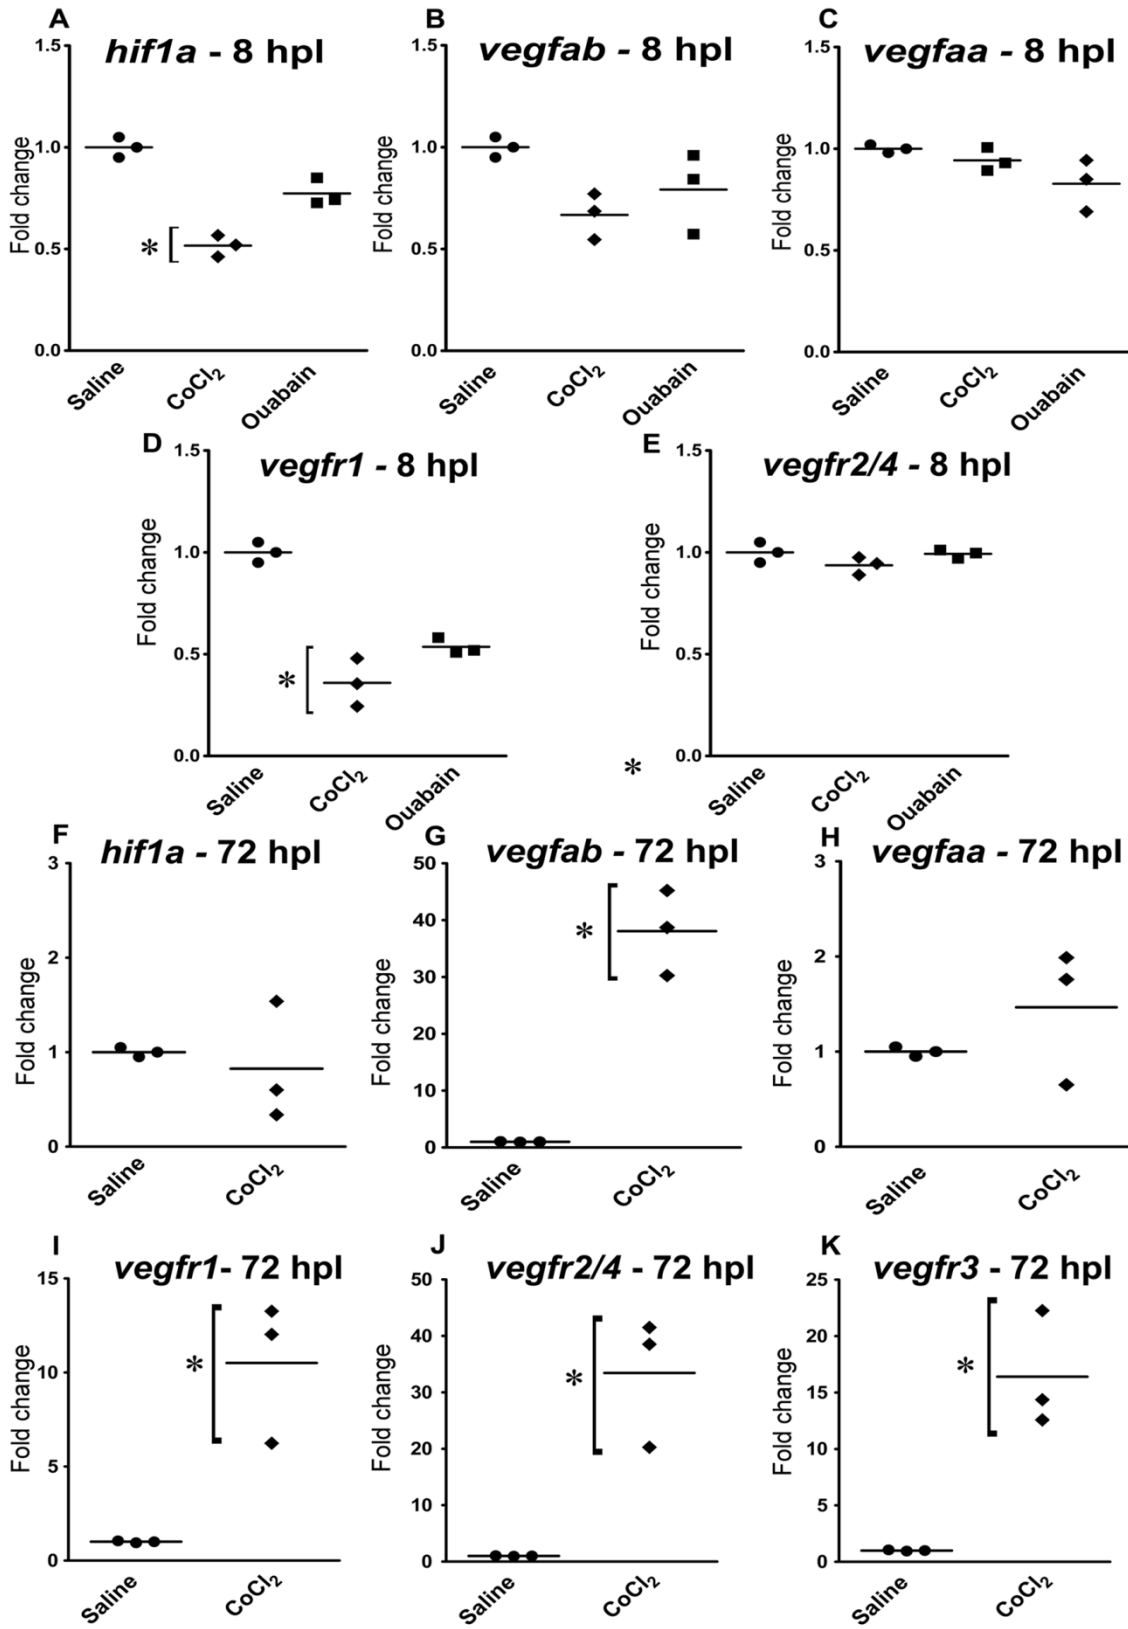 A
hif1a - 8 hpl
1.5
1.0
0.5
0.0
Fold change
*
Saline
CoCl₂
Ouabain
B
vegfab - 8 hpl
1.5
1.0
0.5
0.0
Fold change
Saline
CoCl₂
Ouabain
C
vegfaa - 8 hpl
1.5
1.0
0.5
0.0
Fold change
Saline
CoCl₂
Ouabain
D
vegfr1 - 8 hpl
1.5
1.0
0.5
0.0
Fold change
*
Saline
CoCl₂
Ouabain
E
vegfr2/4 - 8 hpl
1.5
1.0
0.5
0.0
Fold change
*
Saline
CoCl₂
Ouabain
F
hif1a - 72 hpl
3
2
1
0
Fold change
Saline
CoCl₂
G
vegfab - 72 hpl
50
40
30
20
10
0
Fold change
*
Saline
CoCl₂
H
vegfaa - 72 hpl
3
2
1
0
Fold change
Saline
CoCl₂
I
vegfr1- 72 hpl
15
10
5
0
Fold change
*
Saline
CoCl₂
J
vegfr2/4 - 72 hpl
50
40
30
20
10
0
Fold change
*
Saline
CoCl₂
K
vegfr3 - 72 hpl
25
20
15
10
5
0
Fold change
*
Saline
CoCl₂